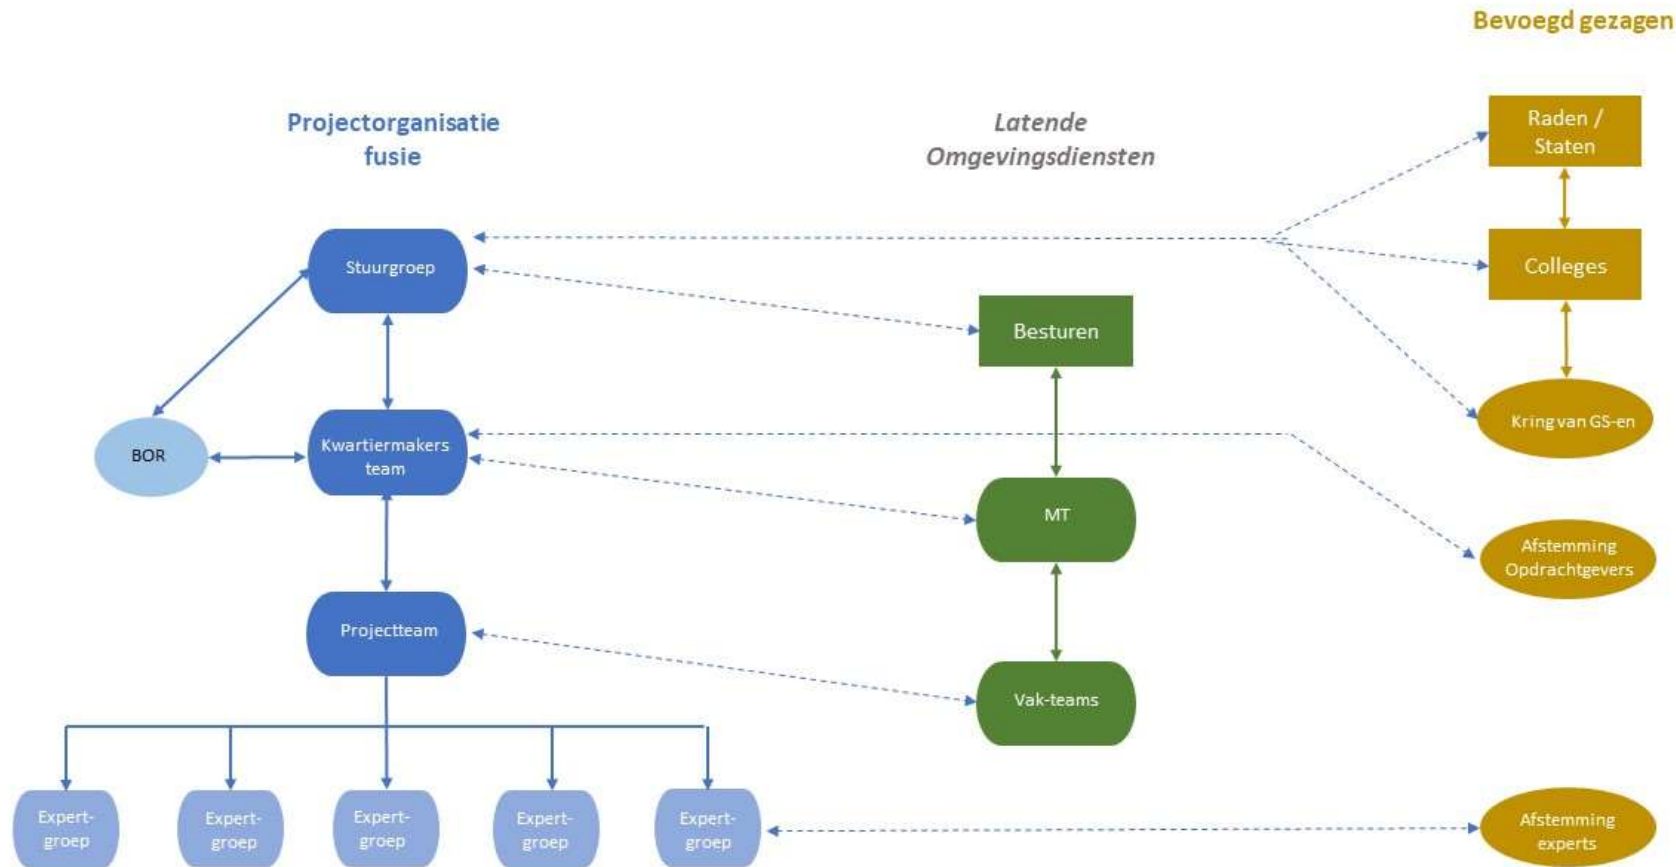 Bevoegd gezagen
Projectorganisatie
fusie
Latende
Omgevingsdiensten
Raden /
Staten
Stuurgroep
Colleges
Besturen
Kring van GS-en
BOR
Kwartiermakers
team
MT
Afstemming
Opdrachtgevers
Projectteam
Vak-teams
Expert-
groep
Expert-
groep
Expert-
groep
Expert-
groep
Expert-
groep
Afstemming
experts